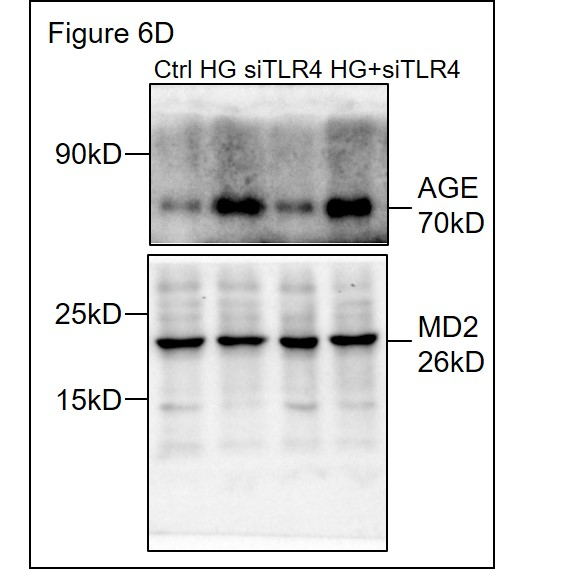 Figure 6D
Ctrl HG siTLR4 HG+siTLR4
90kD
AGE
70kD
25kD
MD2
26kD
15kD